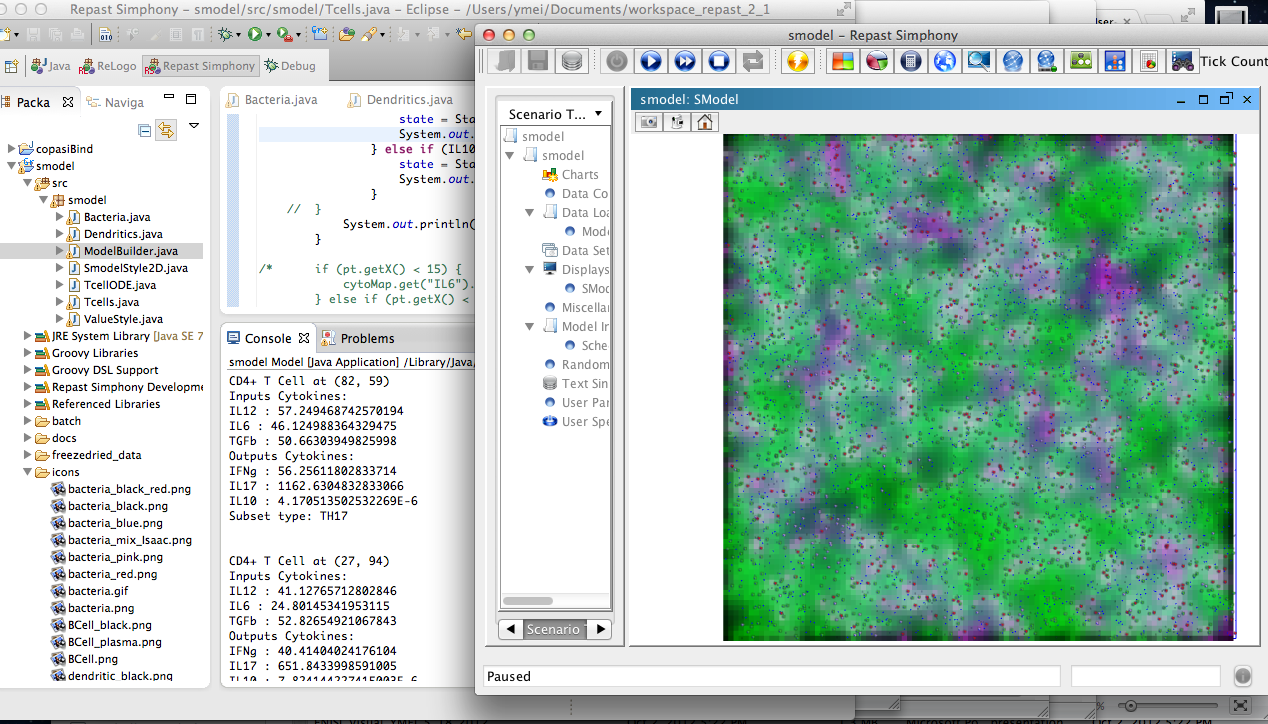 Repast Simphony – smodel/src/smodel/Tcells.java – Eclipse – /Users/ymei/Documents/workspace_repast_2_1
Java
ReLogo
Repast Simphony
Debug
Packa
Naviga
copasiBind
smodel
src
smodel
Bacteria.java
Dendritics.java
ModelBuilder.java
SmodelStyle2D.java
TcellODE.java
Tcells.java
ValueStyle.java
JRE System Library [Java SE 7
Groovy Libraries
Groovy DSL Support
Repast Simphony Developme
Referenced Libraries
batch
docs
freezedried_data
icons
bacteria_black_red.png
bacteria_black.png
bacteria_blue.png
bacteria_mix_Isaac.png
bacteria_pink.png
bacteria_red.png
bacteria.gif
bacteria.png
BCell_black.png
BCell_plasma.png
BCell.png
dendritic_black.png
Bacteria.java
Dendritics.java
state = Sta
System.out.
} else if (IL10
state = Sta
System.out.
}
// }
System.out.println(
}
/* if (pt.getX() < 15) {
cytoMap.get("IL6").
} else if (pt.getX() <
Console
Problems
smodel Model [Java Application] /Library/Java
CD4+ T Cell at (82, 59)
Inputs Cytokines:
IL12 : 57.249468742570194
IL6 : 46.124988364329475
TGFb : 50.66303949825998
Outputs Cytokines:
IFNg : 56.25611802833714
IL17 : 1162.6304832833066
IL10 : 4.170513502532269E-6
Subset type: TH17
CD4+ T Cell at (27, 94)
Inputs Cytokines:
IL12 : 41.12765712802846
IL6 : 24.80145341953115
TGFb : 52.82654921067843
Outputs Cytokines:
IFNg : 40.41404024176104
IL17 : 651.8433998591005
smodel – Repast Simphony
Tick Count
Scenario T...
smodel
smodel
Charts
Data Co
Data Loa
Mode
Data Set
Displays
SMod
Miscellar
Model In
Sche
Random
Text Sin
User Par
User Spe
Scenario
smodel: SModel
Paused